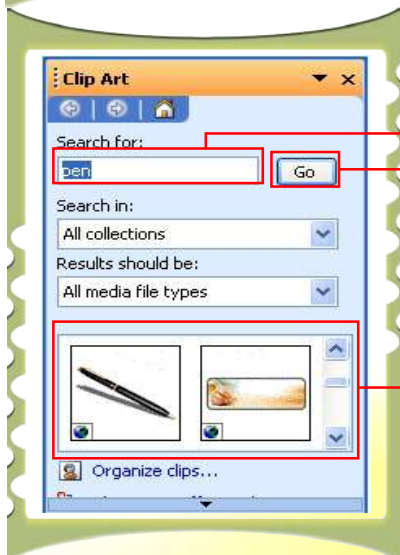 Clip Art
Search for:
pen
Go
Search in:
All collections
Results should be:
All media file types
Organize clips...